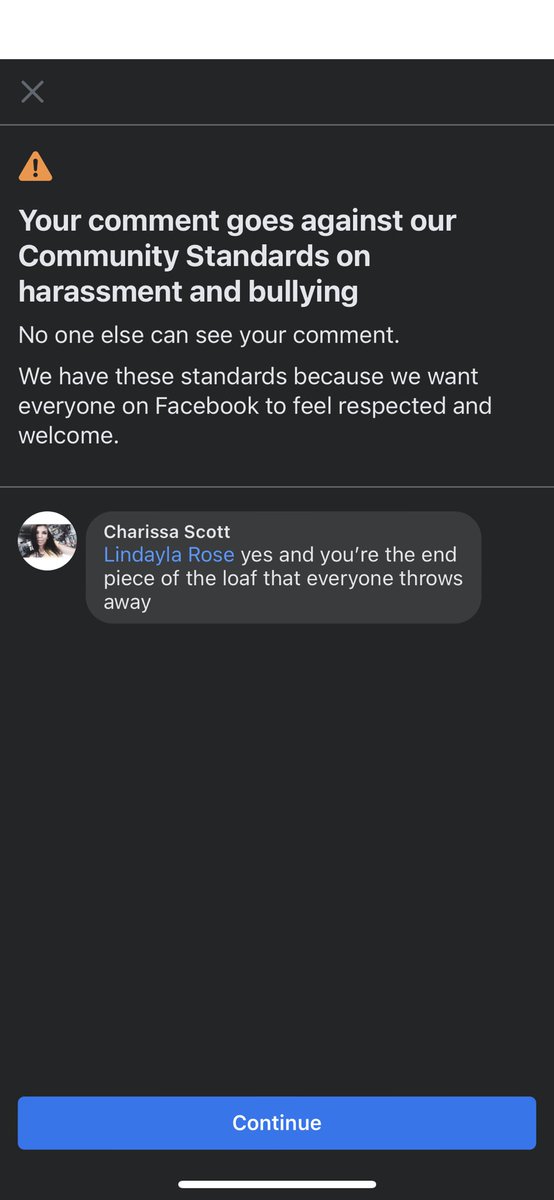 Your comment goes against our
Community Standards on
harassment and bullying
No one else can see your comment.
We have these standards because we want
everyone on Facebook to feel respected and
welcome.
Charissa Scott
Lindayla Rose yes and you’re the end
piece of the loaf that everyone throws
away
Continue